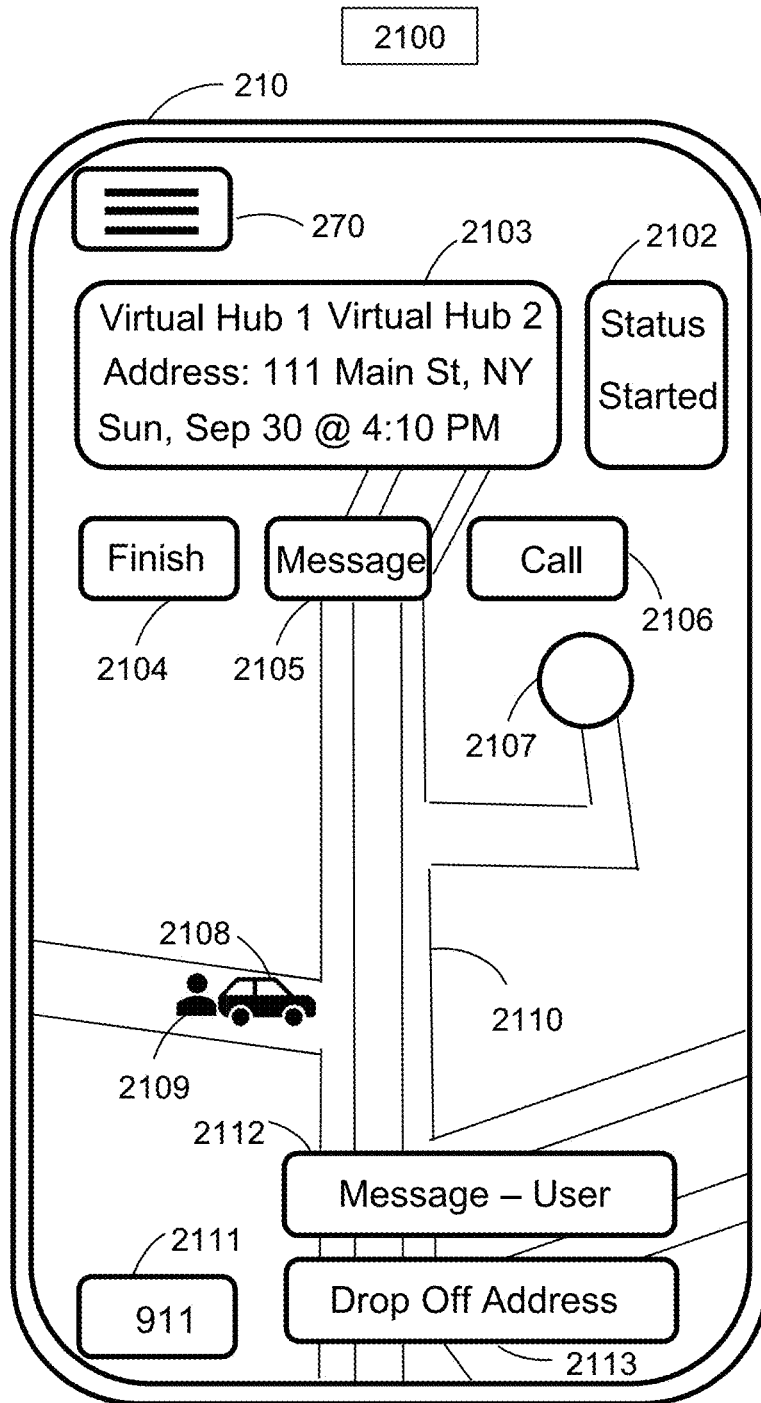 2100
210
270
2103
2102
Virtual Hub 1 Virtual Hub 2
Address: 111 Main St, NY
Sun, Sep 30 @ 4:10 PM
Status
Started
Finish
Message
Call
2104
2105
2106
2107
2108
2109
2110
2112
Message – User
2111
911
Drop Off Address
2113